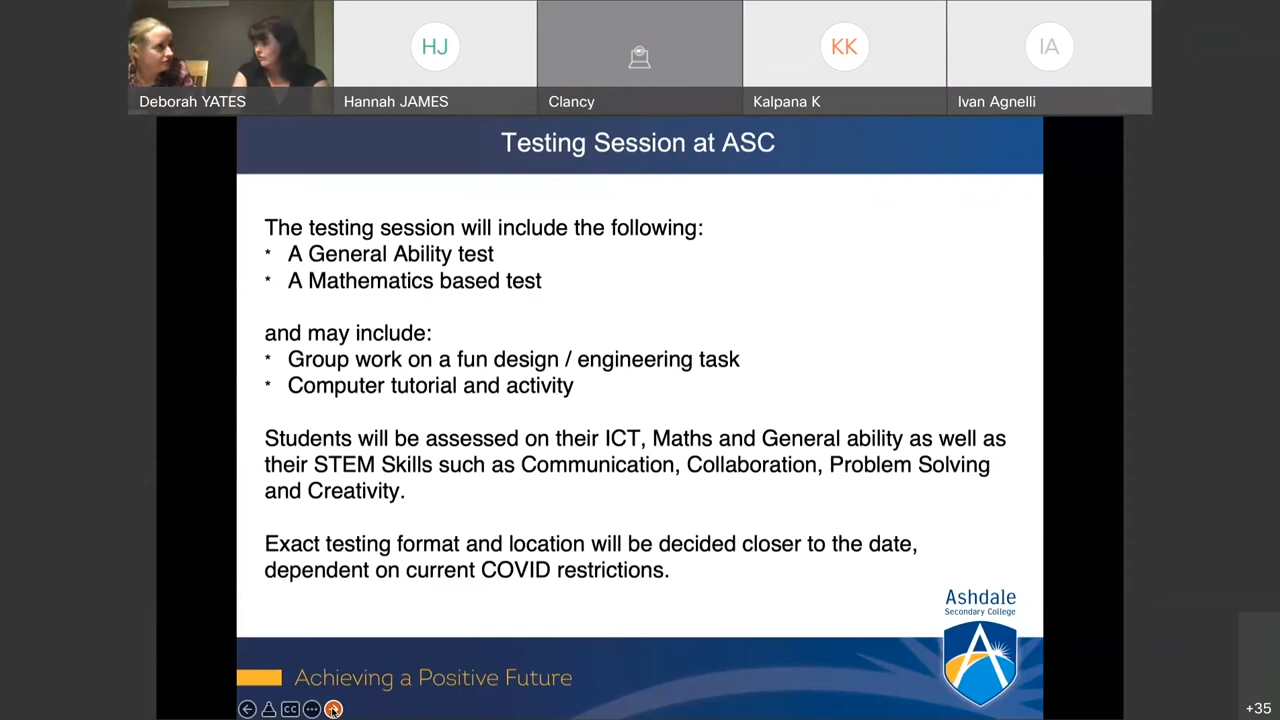 HJ
KK
IA
Deborah YATES
Hannah JAMES
Clancy
Kalpana K
Ivan Agnelli
Testing Session at ASC
The testing session will include the following:
* A General Ability test
* A Mathematics based test
and may include:
* Group work on a fun design / engineering task
* Computer tutorial and activity
Students will be assessed on their ICT, Maths and General ability as well as
their STEM Skills such as Communication, Collaboration, Problem Solving
and Creativity.
Exact testing format and location will be decided closer to the date,
dependent on current COVID restrictions.
Ashdale
Secondary College
Achieving a Positive Future
CC
+35